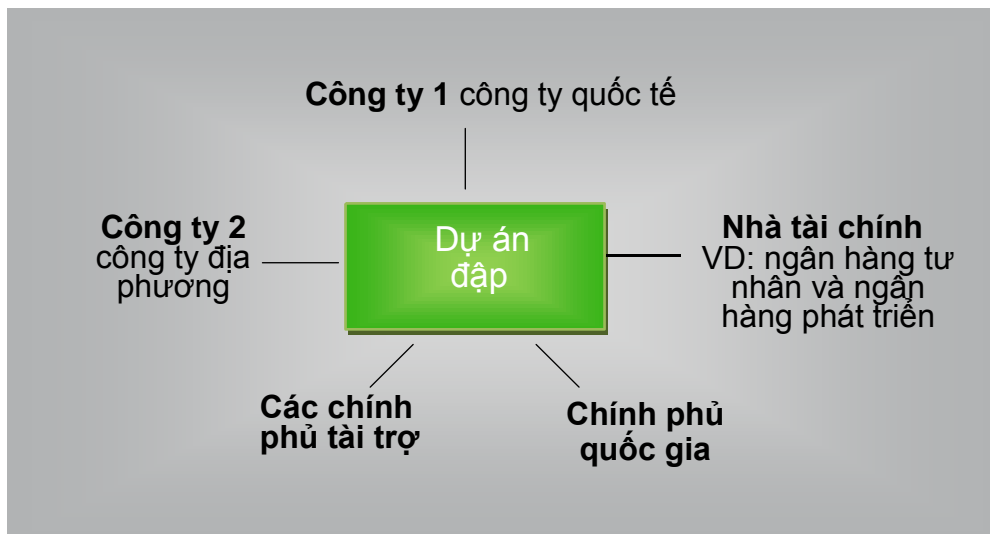 Công ty 1 công ty quốc tế
Công ty 2
công ty địa
phương
Dự án
đập
Nhà tài chính
VD: ngân hàng tư
nhân và ngân
hàng phát triển
Các chính
phủ tài trợ
Chính phủ
quốc gia